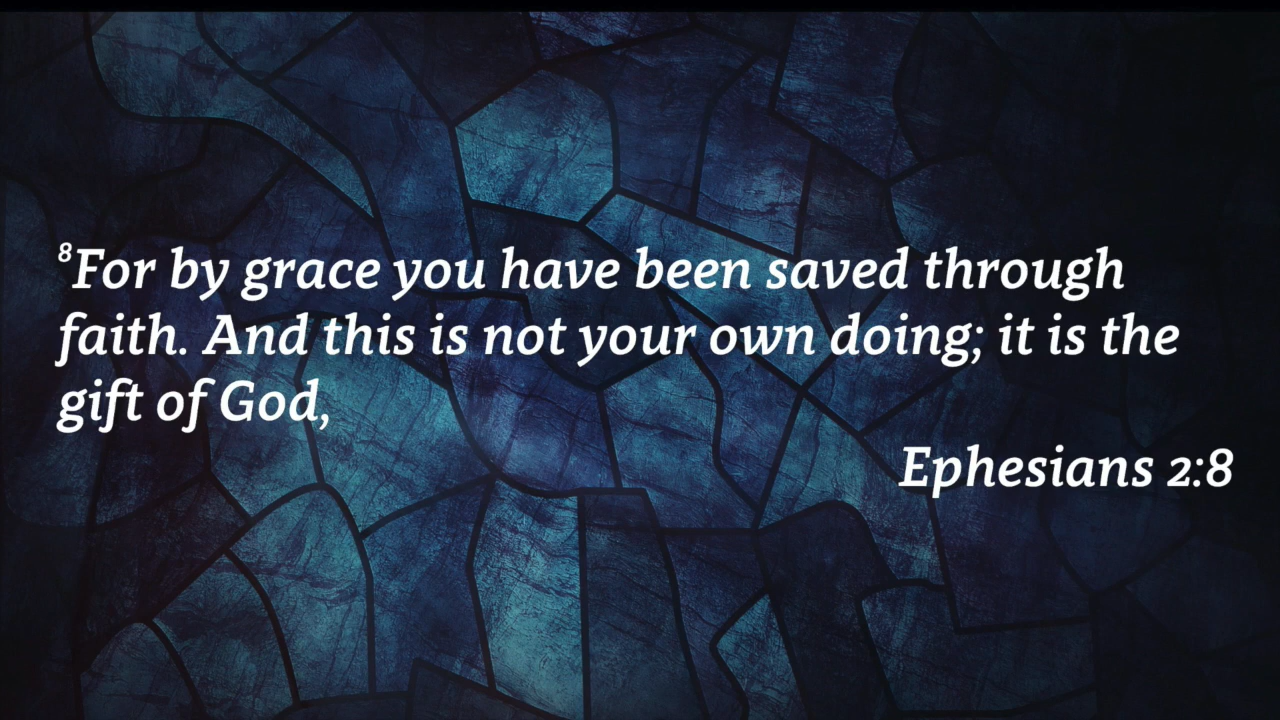 ⁸For by grace you have been saved through
faith. And this is not your own doing; it is the
gift of God,
Ephesians 2:8